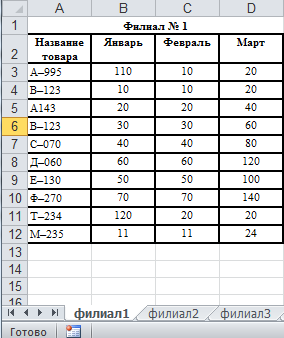 A B C D
1 Филиал № 1
2 Название товара Январь Февраль Март
3 А–995 110 10 20
4 В–123 10 10 20
5 А143 20 20 40
6 В–123 30 30 60
7 С–070 40 40 80
8 Д–060 60 60 120
9 Е–130 50 50 100
10 Ф–270 70 70 140
11 Т–234 120 20 20
12 М–235 11 11 24
13
14
15
16
филиал1 филиал2 филиал3
Готово